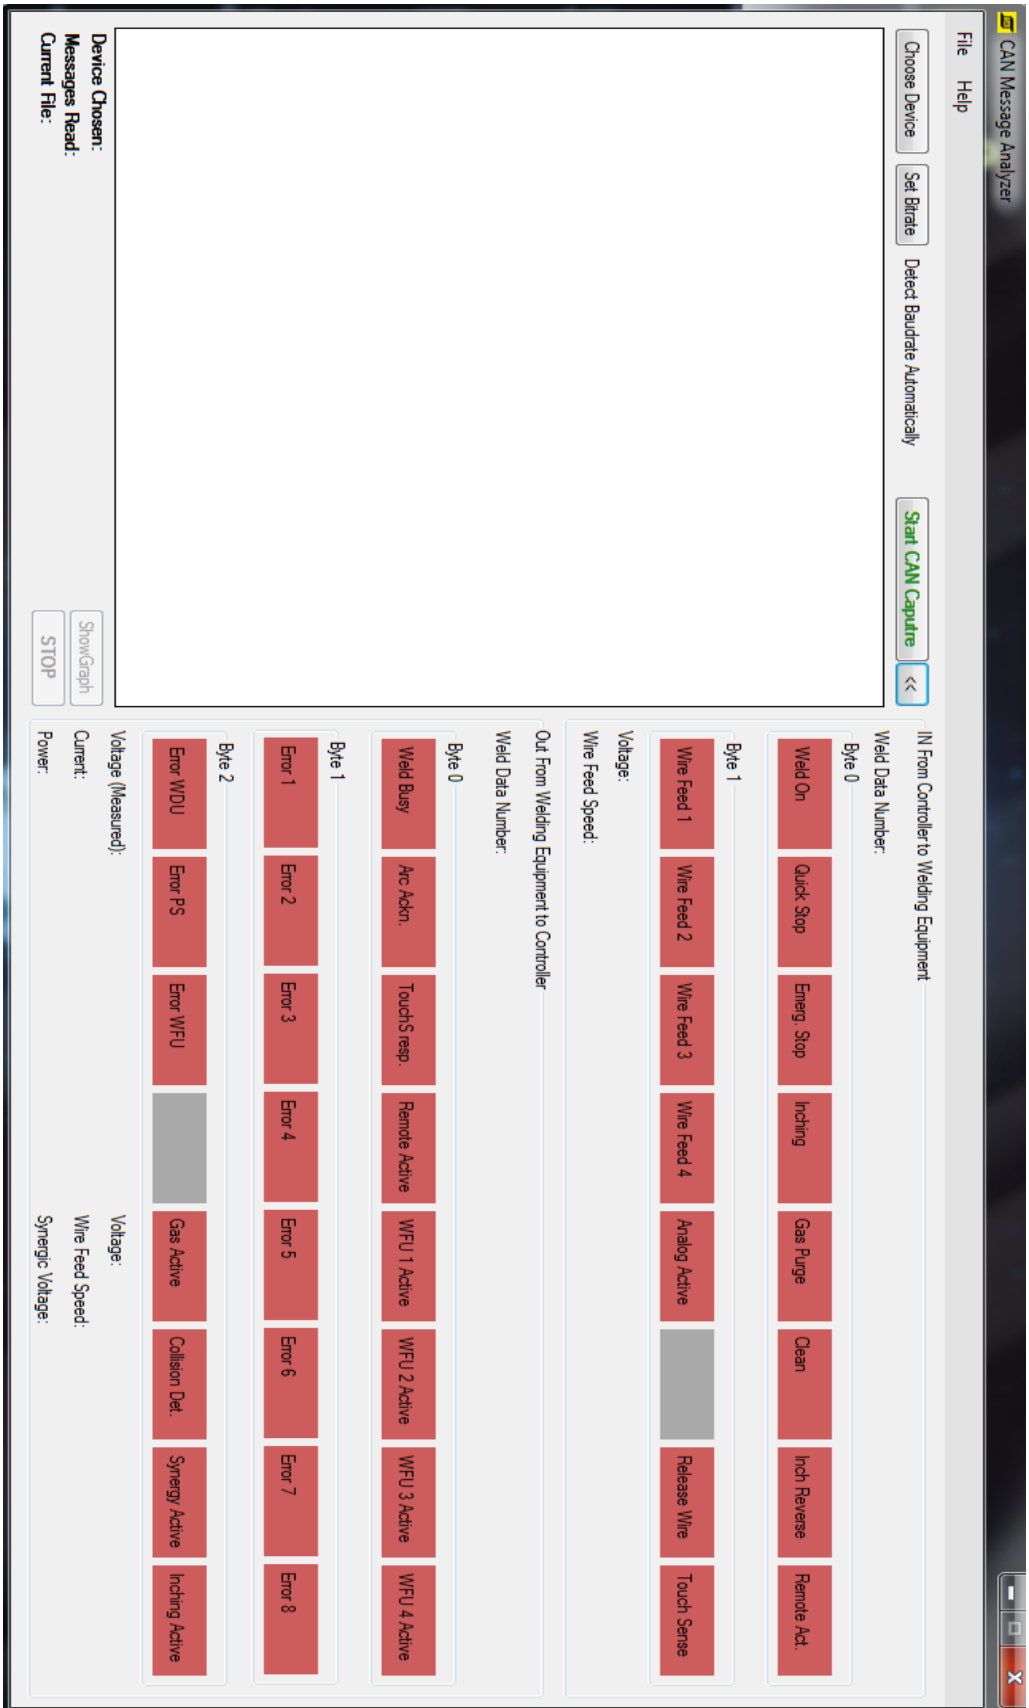 CAN Message Analyzer
File Help
Choose Device Set Bitrate Detect Baudrate Automatically Start CAN Caputre <<
Device Chosen:
Messages Read:
Current File:
ShowGraph
STOP
IN From Controller to Welding Equipment
Weld Data Number:
Byte 0
Weld On Quick Stop Emerg. Stop Inching Gas Purge Clean Inch Reverse Remote Act.
Byte 1
Wire Feed 1 Wire Feed 2 Wire Feed 3 Wire Feed 4 Analog Active Release Wire Touch Sense
Voltage:
Wire Feed Speed:
Out From Welding Equipment to Controller
Weld Data Number:
Byte 0
Weld Busy Arc Ackn. TouchS resp. Remote Active WFU 1 Active WFU 2 Active WFU 3 Active WFU 4 Active
Byte 1
Error 1 Error 2 Error 3 Error 4 Error 5 Error 6 Error 7 Error 8
Byte 2
Error WDU Error PS Error WFU Gas Active Collision Det. Synergy Active Inching Active
Voltage (Measured): Voltage:
Current: Wire Feed Speed:
Power: Synergic Voltage: